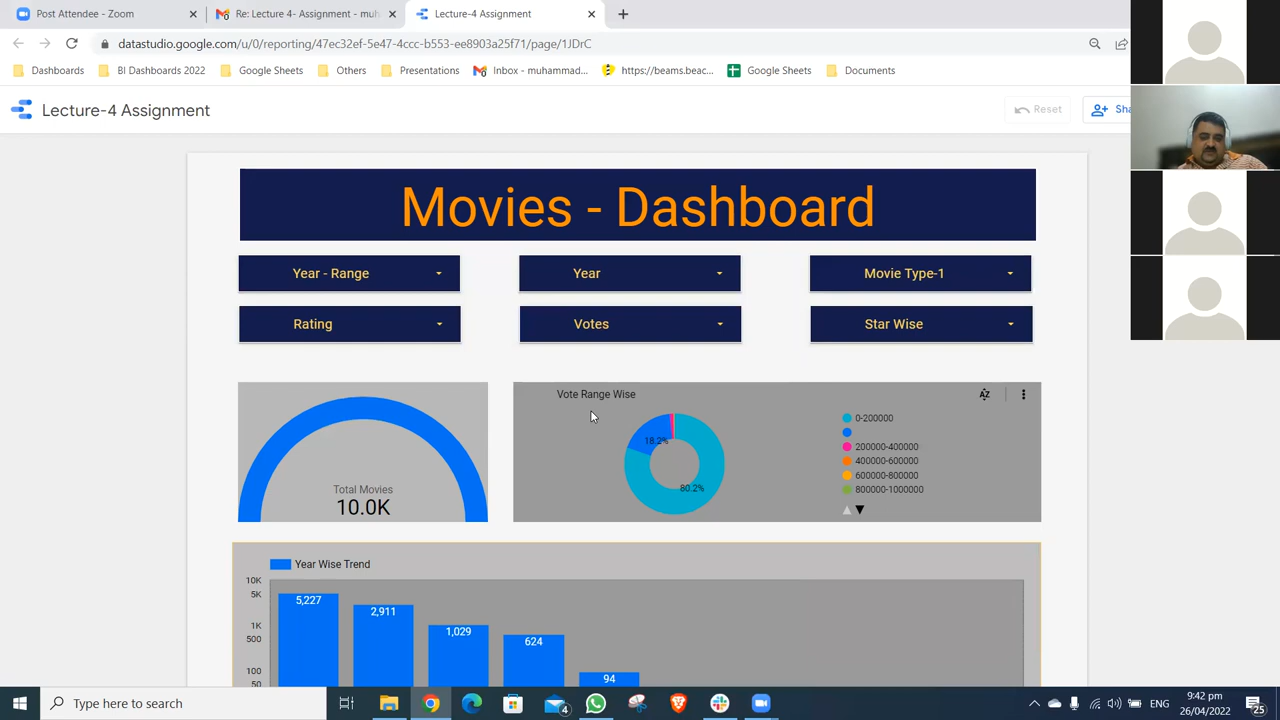 Post Attendee - Zoom
Re: Lecture 4- Assignment - muh
Lecture-4 Assignment
datastudio.google.com/u/0/reporting/47ec32ef-5e47-4ccc-b553-ee8903a25f71/page/1JDrC
Dashboards
BI Dashboards 2022
Google Sheets
Others
Presentations
Inbox - muhammad...
https://beams.beac...
Google Sheets
Documents
Lecture-4 Assignment
Reset
Sha
Movies - Dashboard
Year - Range
Year
Movie Type-1
Rating
Votes
Star Wise
Total Movies
10.0K
Vote Range Wise
AZ
18.2%
80.2%
0-200000
200000-400000
400000-600000
600000-800000
800000-1000000
Year Wise Trend
10K
5K
1K
500
100
50
5,227
2,911
1,029
624
94
Type here to search
4
ENG
9:42 pm
26/04/2022
25